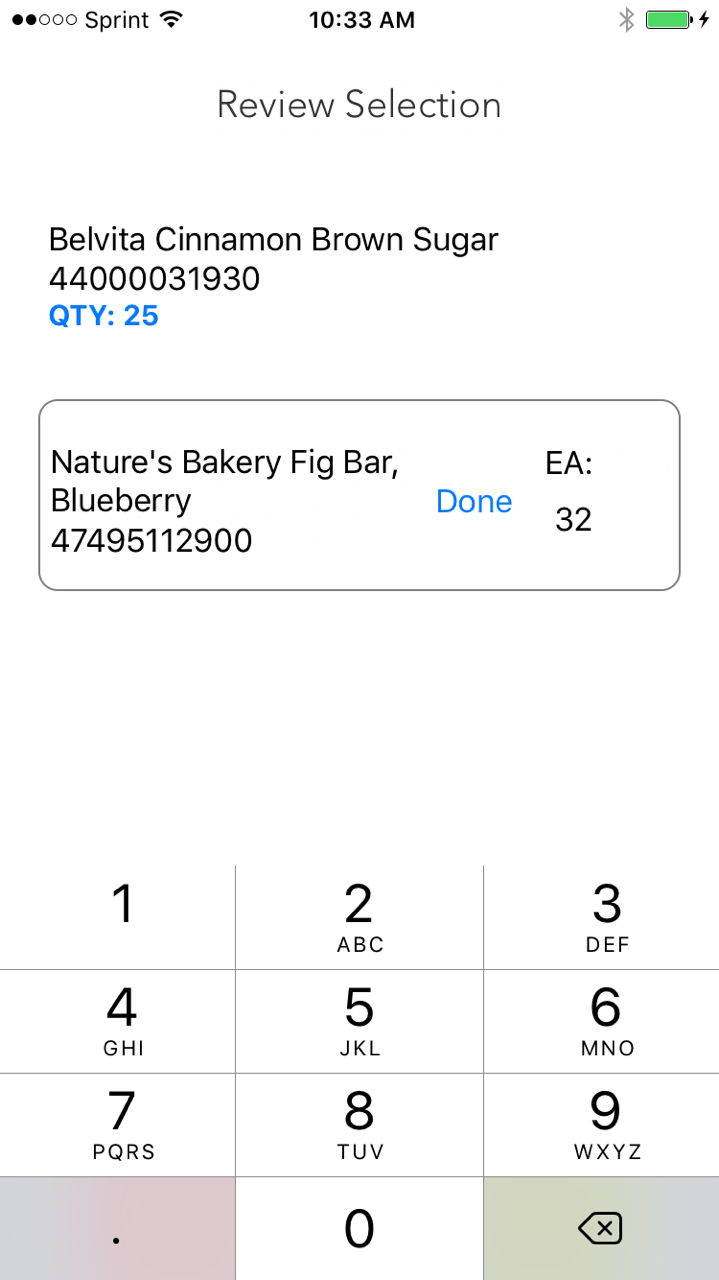 Sprint 10:33 AM
Review Selection
Belvita Cinnamon Brown Sugar
44000031930
QTY: 25
Nature's Bakery Fig Bar,
Blueberry
47495112900
Done
EA:
32
1
2
ABC
3
DEF
4
GHI
5
JKL
6
MNO
7
PQRS
8
TUV
9
WXYZ
.
0